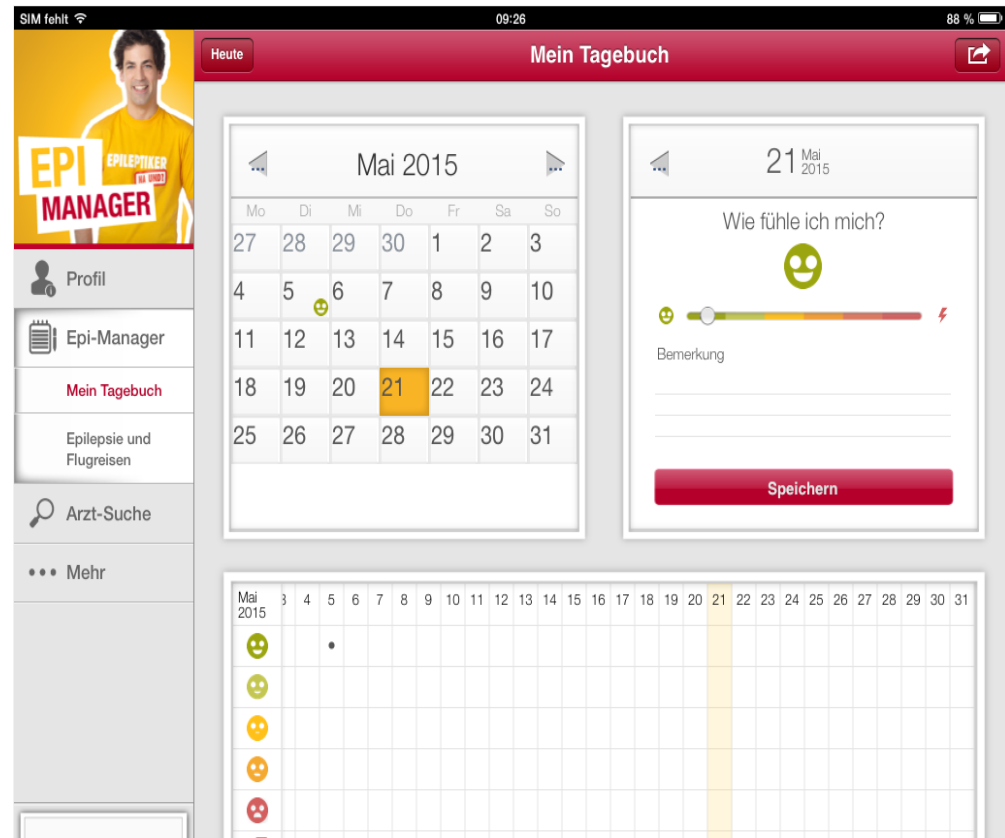 SIM fehlt
09:26
88 %
EPI
MANAGER
EPILEPTIKER
NA UND?
Heute
Mein Tagebuch
Profil
Epi-Manager
Mein Tagebuch
Epilepsie und
Flugreisen
Arzt-Suche
Mehr
Mai 2015
Mo Di Mi Do Fr Sa So
27 28 29 30 1 2 3
4 5 6 7 8 9 10
11 12 13 14 15 16 17
18 19 20 21 22 23 24
25 26 27 28 29 30 31
21 Mai
2015
Wie fühle ich mich?
Bemerkung
Speichern
Mai
2015
3 4 5 6 7 8 9 10 11 12 13 14 15 16 17 18 19 20 21 22 23 24 25 26 27 28 29 30 31